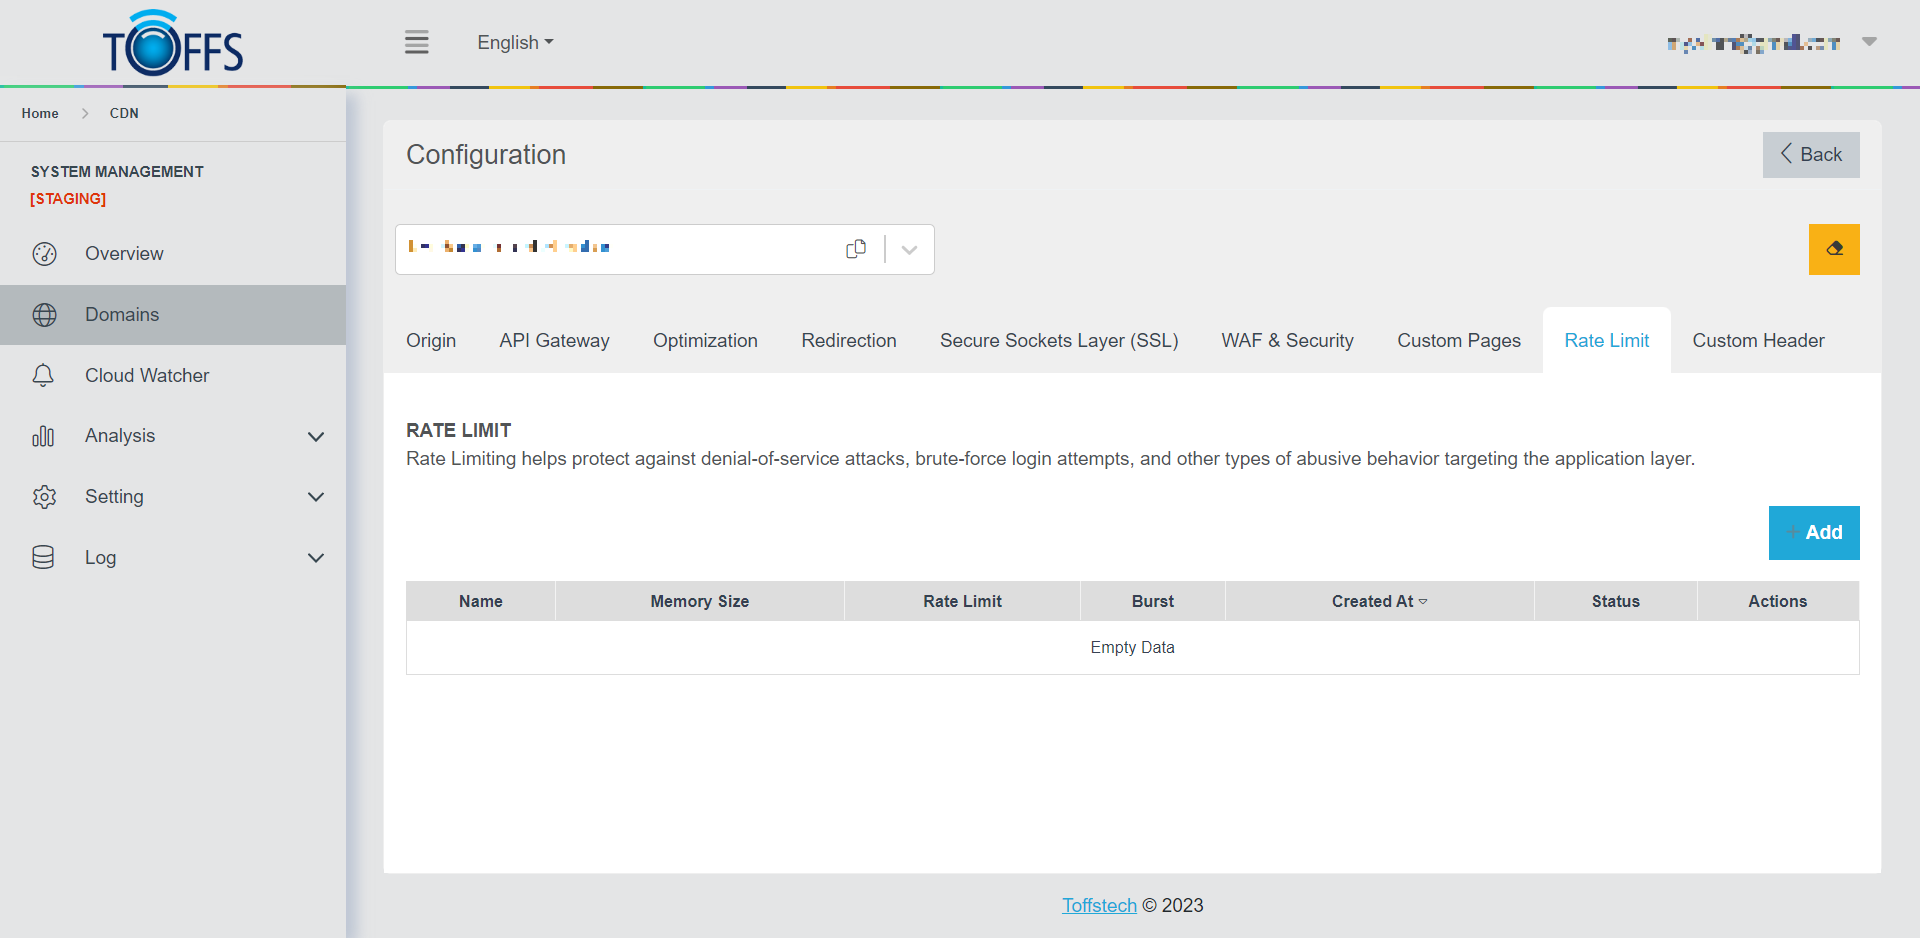 TOFFS
English
Home > CDN
SYSTEM MANAGEMENT
[STAGING]
Overview
Domains
Cloud Watcher
Analysis
Setting
Log
Configuration
Back
Origin API Gateway Optimization Redirection Secure Sockets Layer (SSL) WAF & Security Custom Pages Rate Limit Custom Header
RATE LIMIT
Rate Limiting helps protect against denial-of-service attacks, brute-force login attempts, and other types of abusive behavior targeting the application layer.
+ Add
Name Memory Size Rate Limit Burst Created At Status Actions
Empty Data
Toffstech © 2023